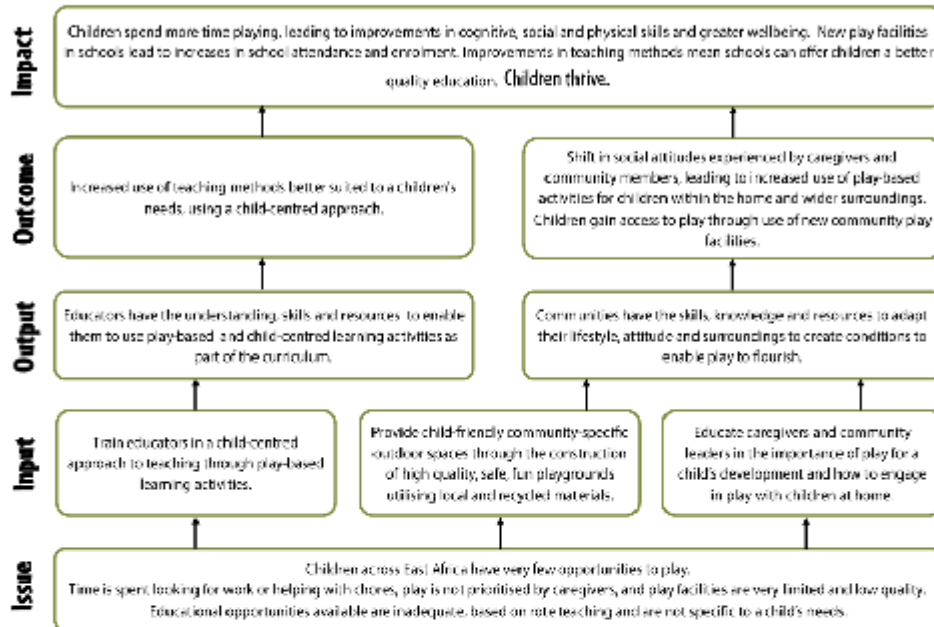 Impact
Children spend more time playing, leading to improvements in cognitive, social and physical skills and greater wellbeing. New play facilities
in schools lead to increases in school attendance and enrolment. Improvements in teaching methods mean schools can offer children a better
quality education. Children thrive.
Outcome
Increased use of teaching methods better suited to a children's
needs, using a child-centred approach.
Shift in social attitudes experienced by caregivers and
community members, leading to increased use of play-based
activities for children within the home and wider surroundings.
Children gain access to play through use of new community play
facilities.
Output
Educators have the understanding, skills and resources to enable
them to use play-based and child-centred learning activities as
part of the curriculum.
Communities have the skills, knowledge and resources to adapt
their lifestyle, attitude and surroundings to create conditions to
enable play to flourish.
Input
Train educators in a child-centred
approach to teaching through play-based
learning activities.
Provide child-friendly community-specific
outdoor spaces through the construction
of high quality, safe, fun playgrounds
utilising local and recycled materials.
Educate caregivers and community
leaders in the importance of play for a
child's development and how to engage
in play with children at home
Issue
Children across East Africa have very few opportunities to play.
Time is spent looking for work or helping with chores, play is not prioritised by caregivers, and play facilities are very limited and low quality.
Educational opportunities available are inadequate, based on rote teaching and are not specific to a child's needs.